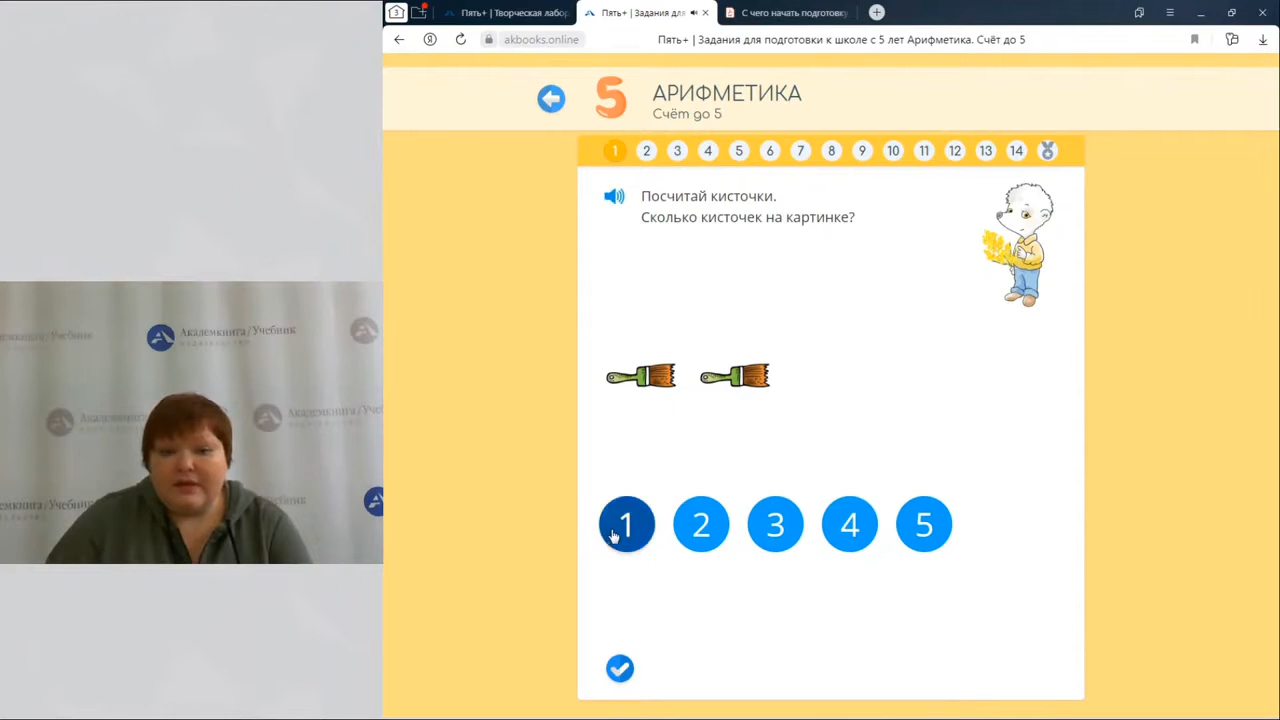 3
Пять+ | Творческая лабор
Пять+ | Задания для
С чего начать подготовку
Я
akbooks.online
Пять+ | Задания для подготовки к школе с 5 лет Арифметика. Счёт до 5
5
АРИФМЕТИКА
Счёт до 5
1 2 3 4 5 6 7 8 9 10 11 12 13 14
Посчитай кисточки.
Сколько кисточек на картинке?
1 2 3 4 5
Академкнига/Учебник
ИЗДАТЕЛЬСТВО